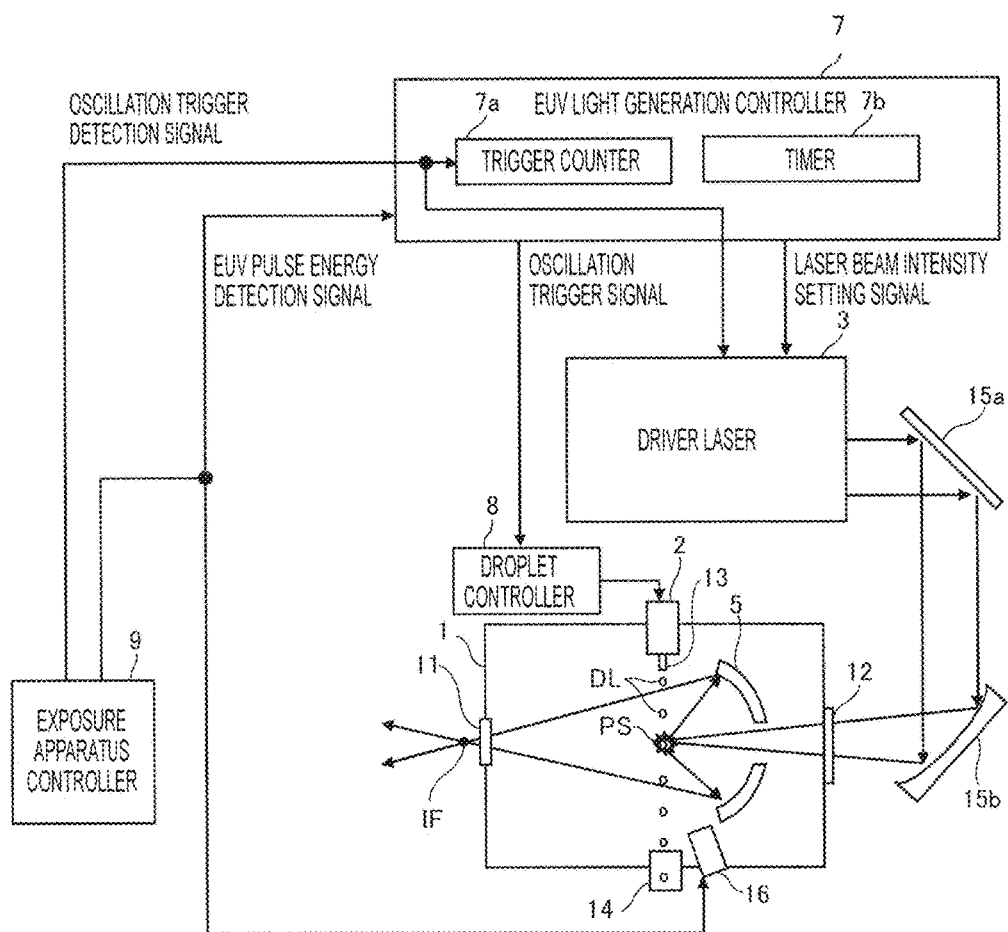 7
OSCILLATION TRIGGER
DETECTION SIGNAL
EUV LIGHT GENERATION CONTROLLER
7a
7b
TRIGGER COUNTER
TIMER
EUV PULSE ENERGY
DETECTION SIGNAL
OSCILLATION
TRIGGER SIGNAL
LASER BEAM INTENSITY
SETTING SIGNAL
3
15a
DRIVER LASER
8
DROPLET
CONTROLLER
2
13
5
1
11
DL
12
9
PS
EXPOSURE
APPARATUS
CONTROLLER
IF
15b
14
16